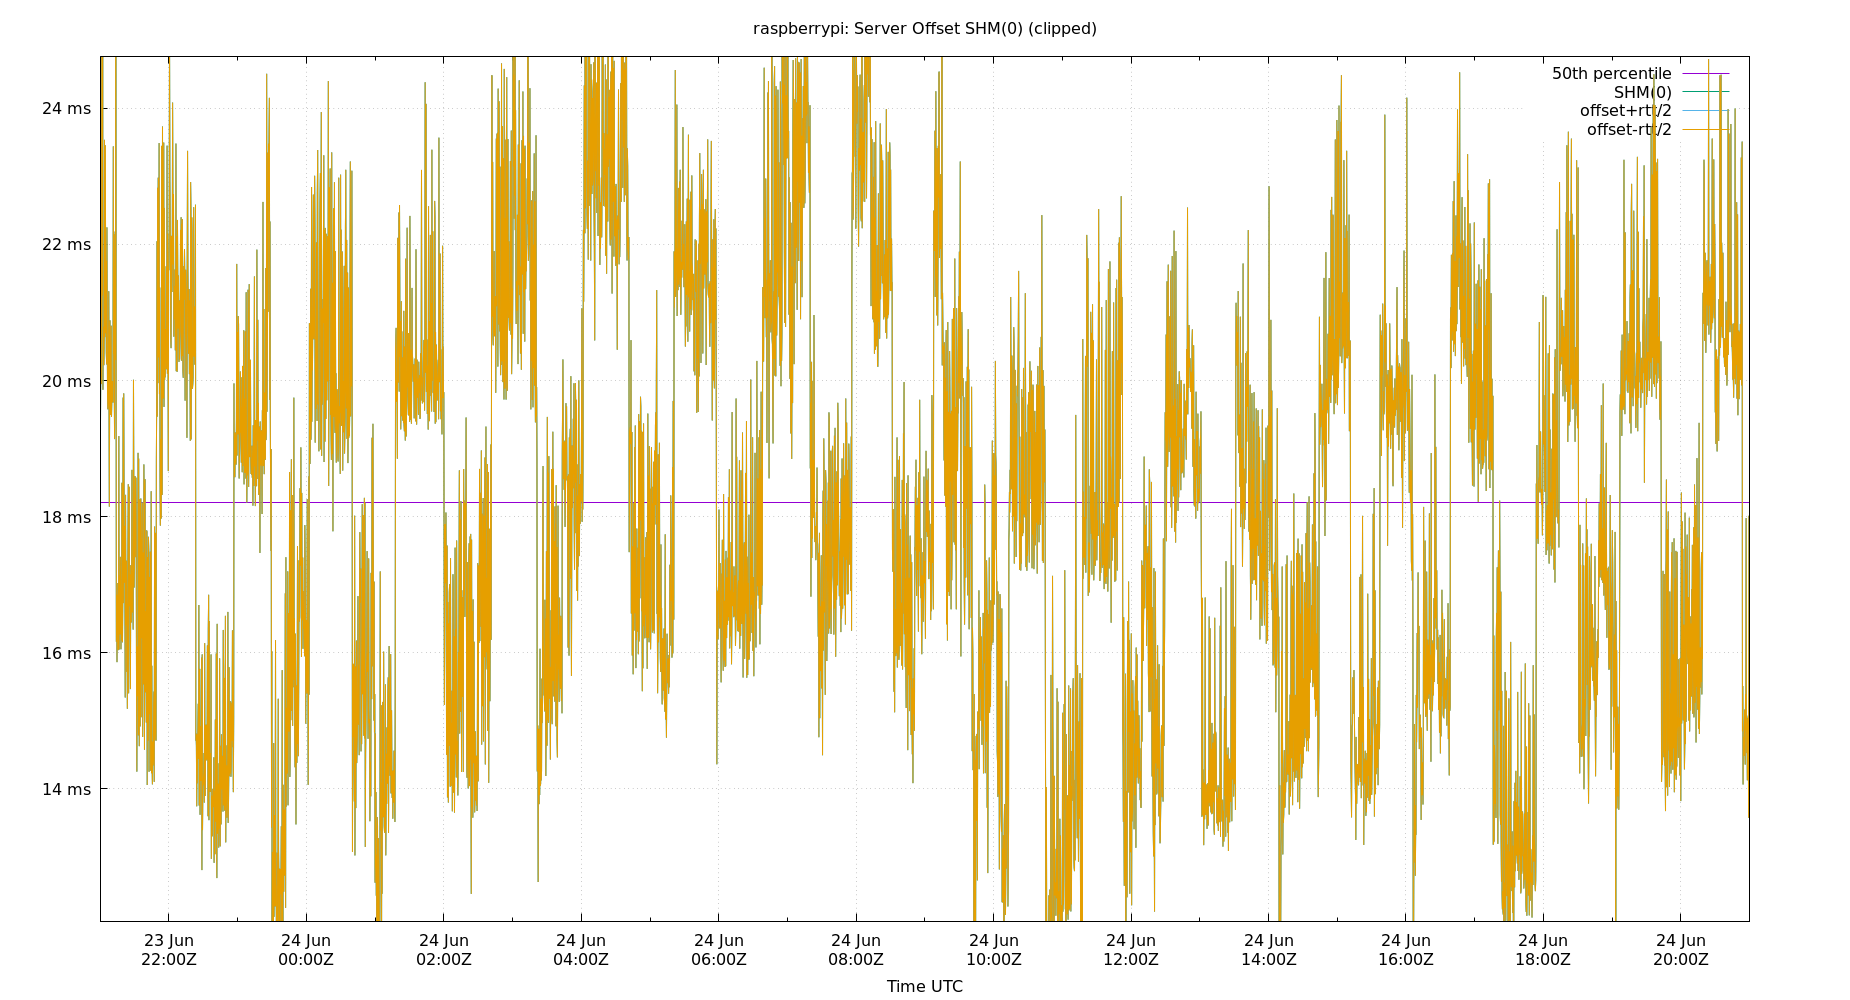 raspberrypi: Server Offset SHM(0) (clipped)
50th percentile
SHM(0)
offset+rtt/2
offset-rtt/2
24 ms
22 ms
20 ms
18 ms
16 ms
14 ms
23 Jun 24 Jun 24 Jun 24 Jun 24 Jun 24 Jun 24 Jun 24 Jun 24 Jun 24 Jun 24 Jun 24 Jun
22:00Z 00:00Z 02:00Z 04:00Z 06:00Z 08:00Z 10:00Z 12:00Z 14:00Z 16:00Z 18:00Z 20:00Z
Time UTC